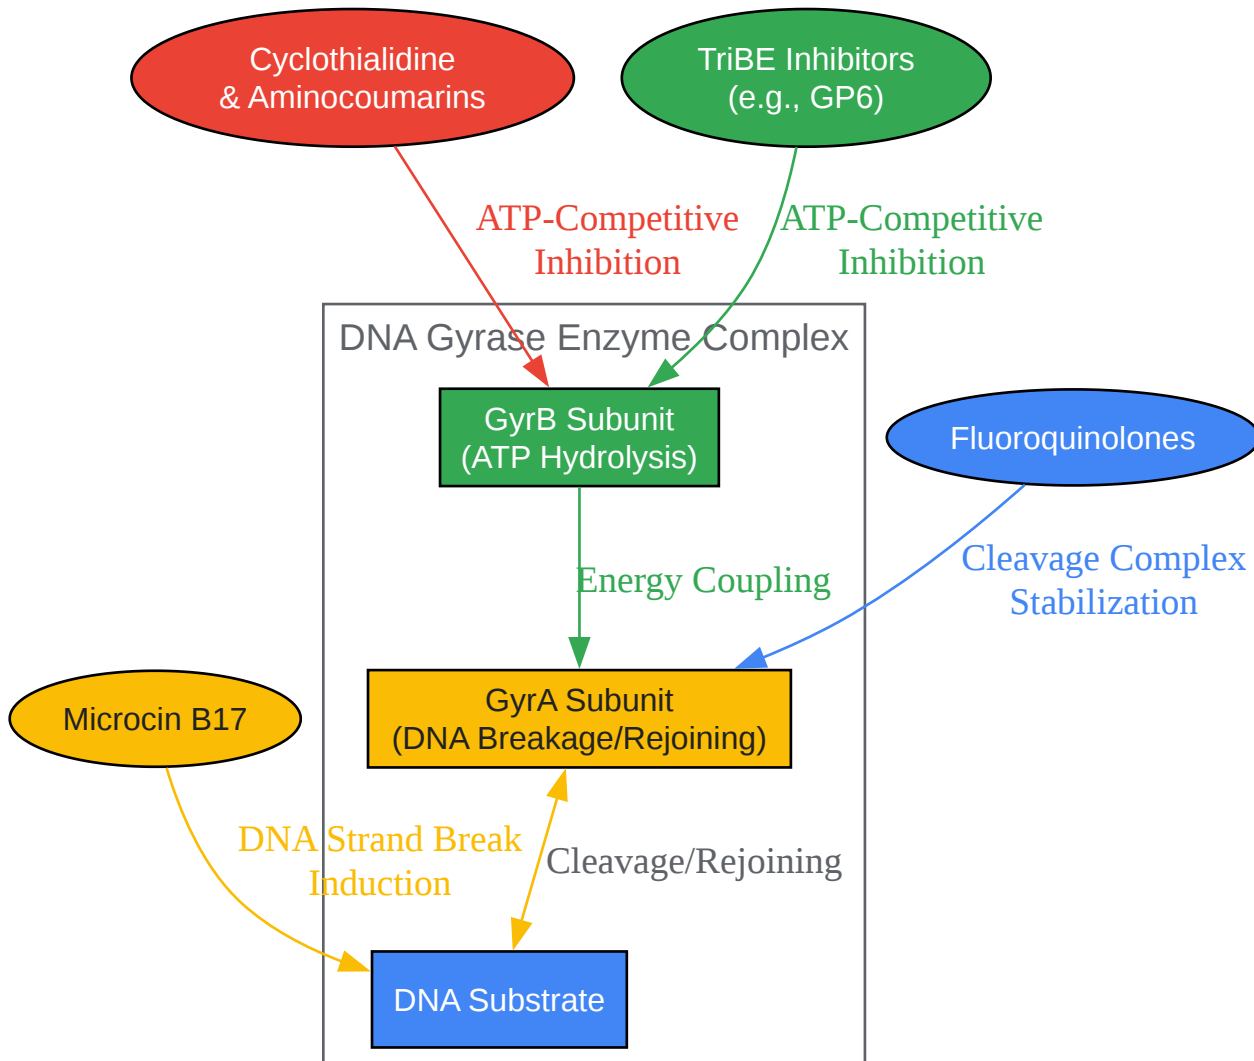 Cyclothialidine
& Aminocoumarins
TriBE Inhibitors
(e.g., GP6)
ATP-Competitive
Inhibition
ATP-Competitive
Inhibition
DNA Gyrase Enzyme Complex
GyrB Subunit
(ATP Hydrolysis)
Fluoroquinolones
Energy Coupling
Cleavage Complex
Stabilization
GyrA Subunit
(DNA Breakage/Rejoining)
Microcin B17
DNA Strand Break
Induction
Cleavage/Rejoining
DNA Substrate